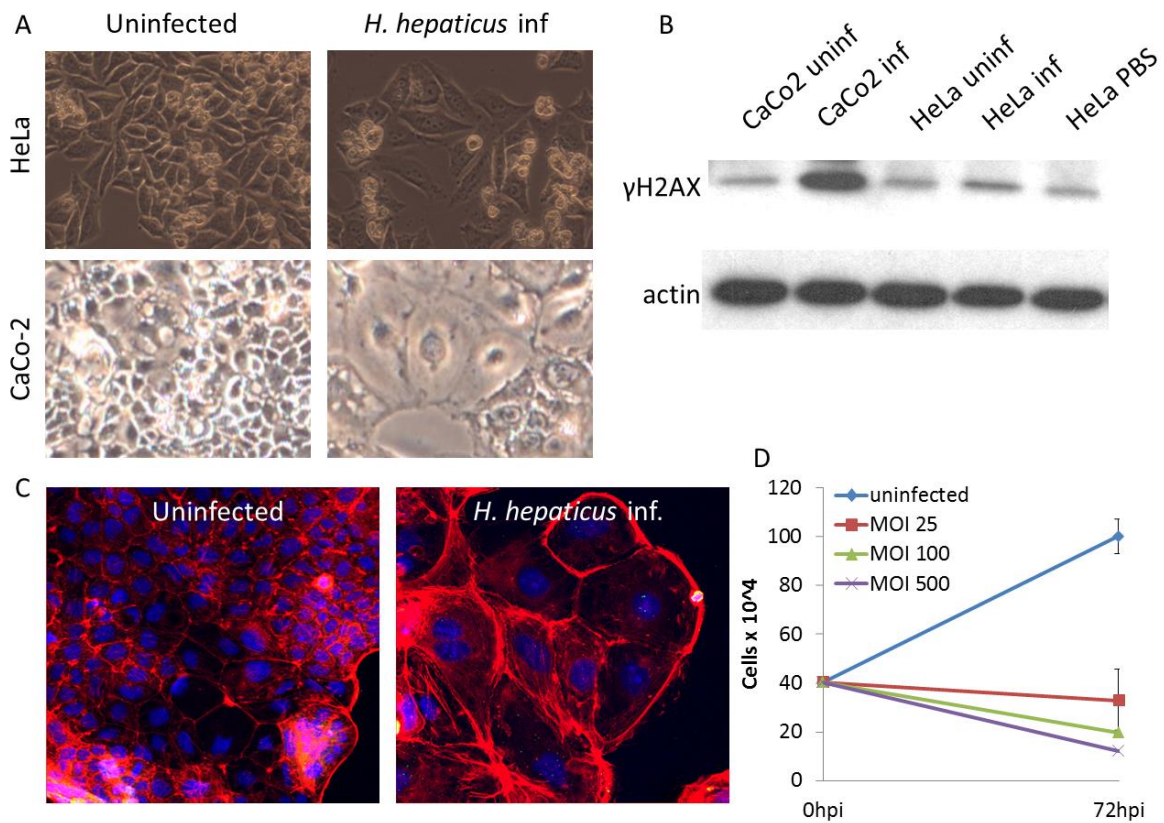 A
Uninfected
H. hepaticus inf
HeLa
CaCo-2
B
CaCo2 uninf
CaCo2 inf
HeLa uninf
HeLa inf
HeLa PBS
γH2AX
actin
C
Uninfected
H. hepaticus inf.
D
Cells x 10^4
120
100
80
60
40
20
0
uninfected
MOI 25
MOI 100
MOI 500
0hpi
72hpi